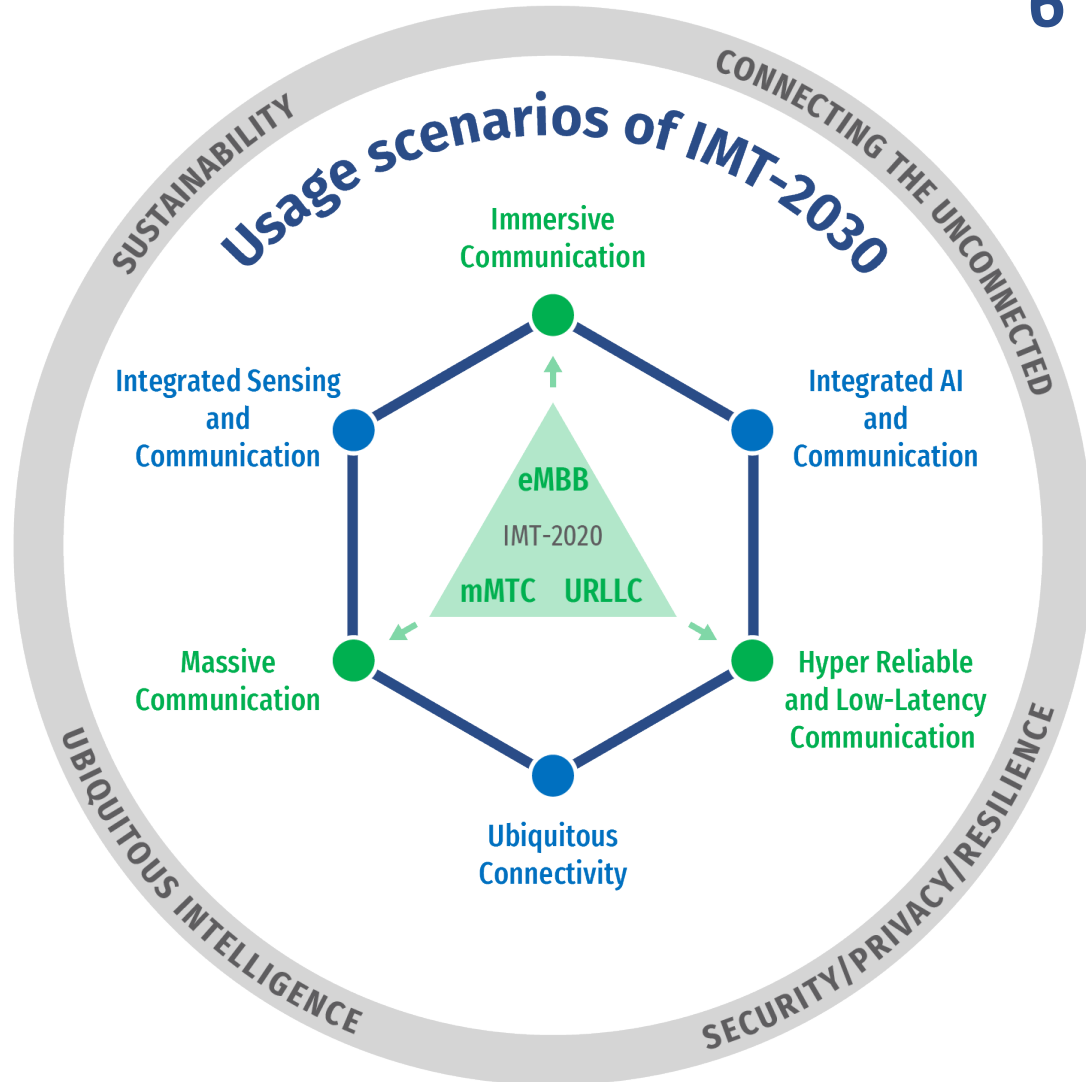 6
SUSTAINABILITY
CONNECTING THE UNCONNECTED
Usage scenarios of IMT-2030
Immersive
Communication
Integrated Sensing
and
Communication
Integrated AI
and
Communication
eMBB
IMT-2020
mMTC URLLC
Massive
Communication
Hyper Reliable
and Low-Latency
Communication
Ubiquitous
Connectivity
UBIQUITOUS INTELLIGENCE
SECURITY/PRIVACY/RESILIENCE